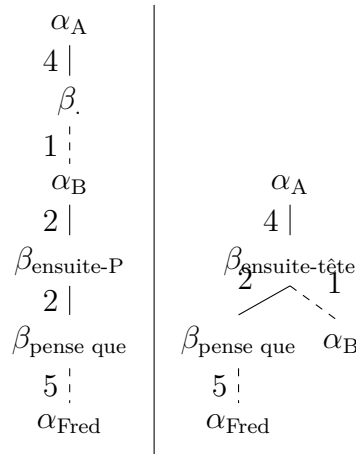 α_A
4
β_.
1
α_B
2
β_ensuite-P
2
β_pense que
5
α_Fred
α_A
4
β_ensuite-tête
2 1
β_pense que α_B
5
α_Fred